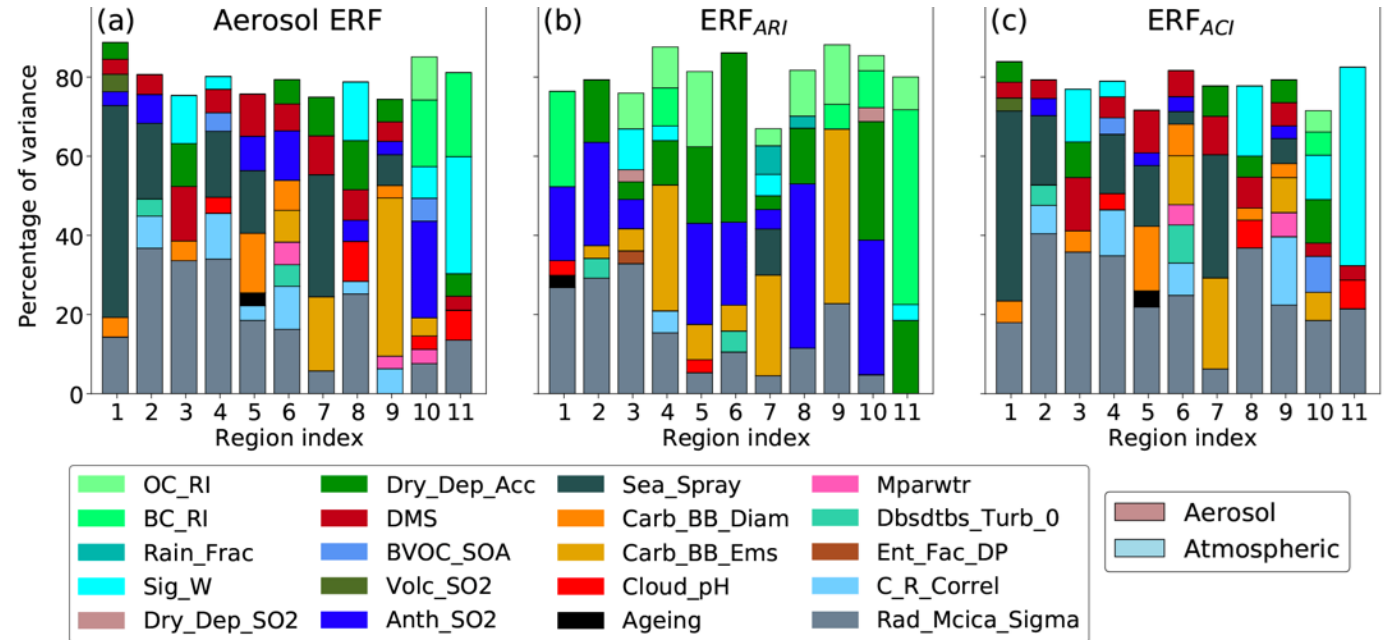 (a) Aerosol ERF
(b) ERF_ARI
(c) ERF_ACI
Percentage of variance
80
60
40
20
0
1 2 3 4 5 6 7 8 9 10 11
Region index
1 2 3 4 5 6 7 8 9 10 11
Region index
1 2 3 4 5 6 7 8 9 10 11
Region index
OC_RI
BC_RI
Rain_Frac
Sig_W
Dry_Dep_SO2
Dry_Dep_Acc
DMS
BVOC_SOA
Volc_SO2
Anth_SO2
Sea_Spray
Carb_BB_Diam
Carb_BB_Ems
Cloud_pH
Ageing
Mparwtr
Dbsdtbs_Turb_0
Ent_Fac_DP
C_R_Correl
Rad_Mcica_Sigma
Aerosol
Atmospheric